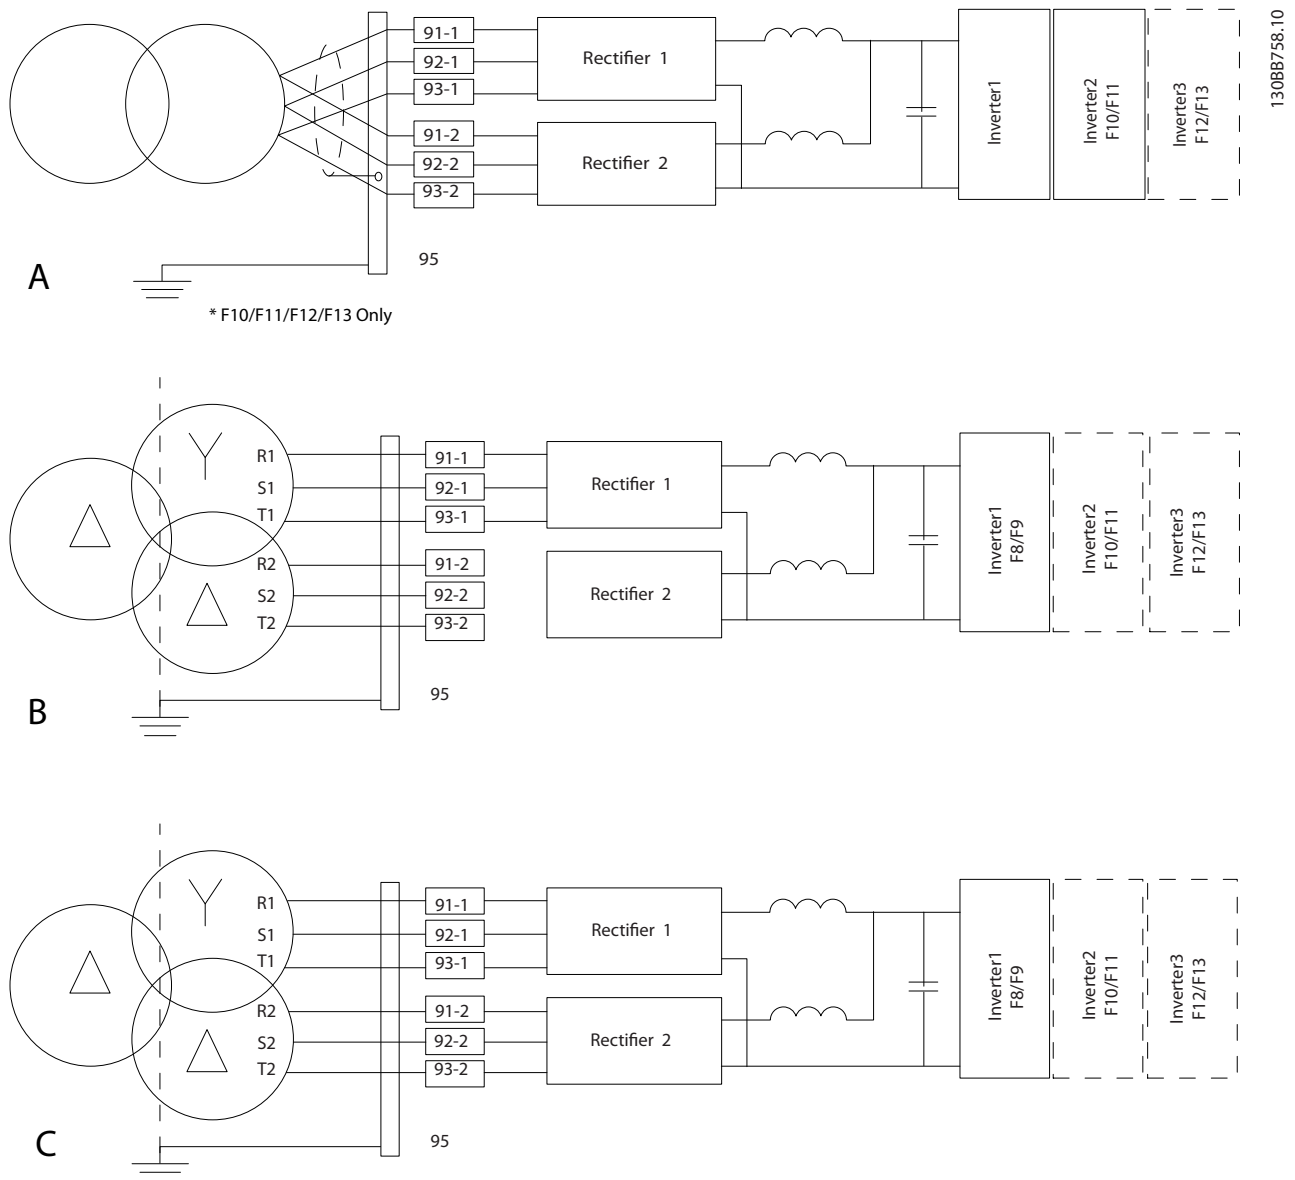 130BB758.10
91-1
92-1
93-1
91-2
92-2
93-2
95
Rectifier 1
Rectifier 2
Inverter1
Inverter2
F10/F11
Inverter3
F12/F13
A
* F10/F11/F12/F13 Only
R1
S1
T1
R2
S2
T2
91-1
92-1
93-1
91-2
92-2
93-2
95
Rectifier 1
Rectifier 2
Inverter1
F8/F9
Inverter2
F10/F11
Inverter3
F12/F13
B
R1
S1
T1
R2
S2
T2
91-1
92-1
93-1
91-2
92-2
93-2
95
Rectifier 1
Rectifier 2
Inverter1
F8/F9
Inverter2
F10/F11
Inverter3
F12/F13
C